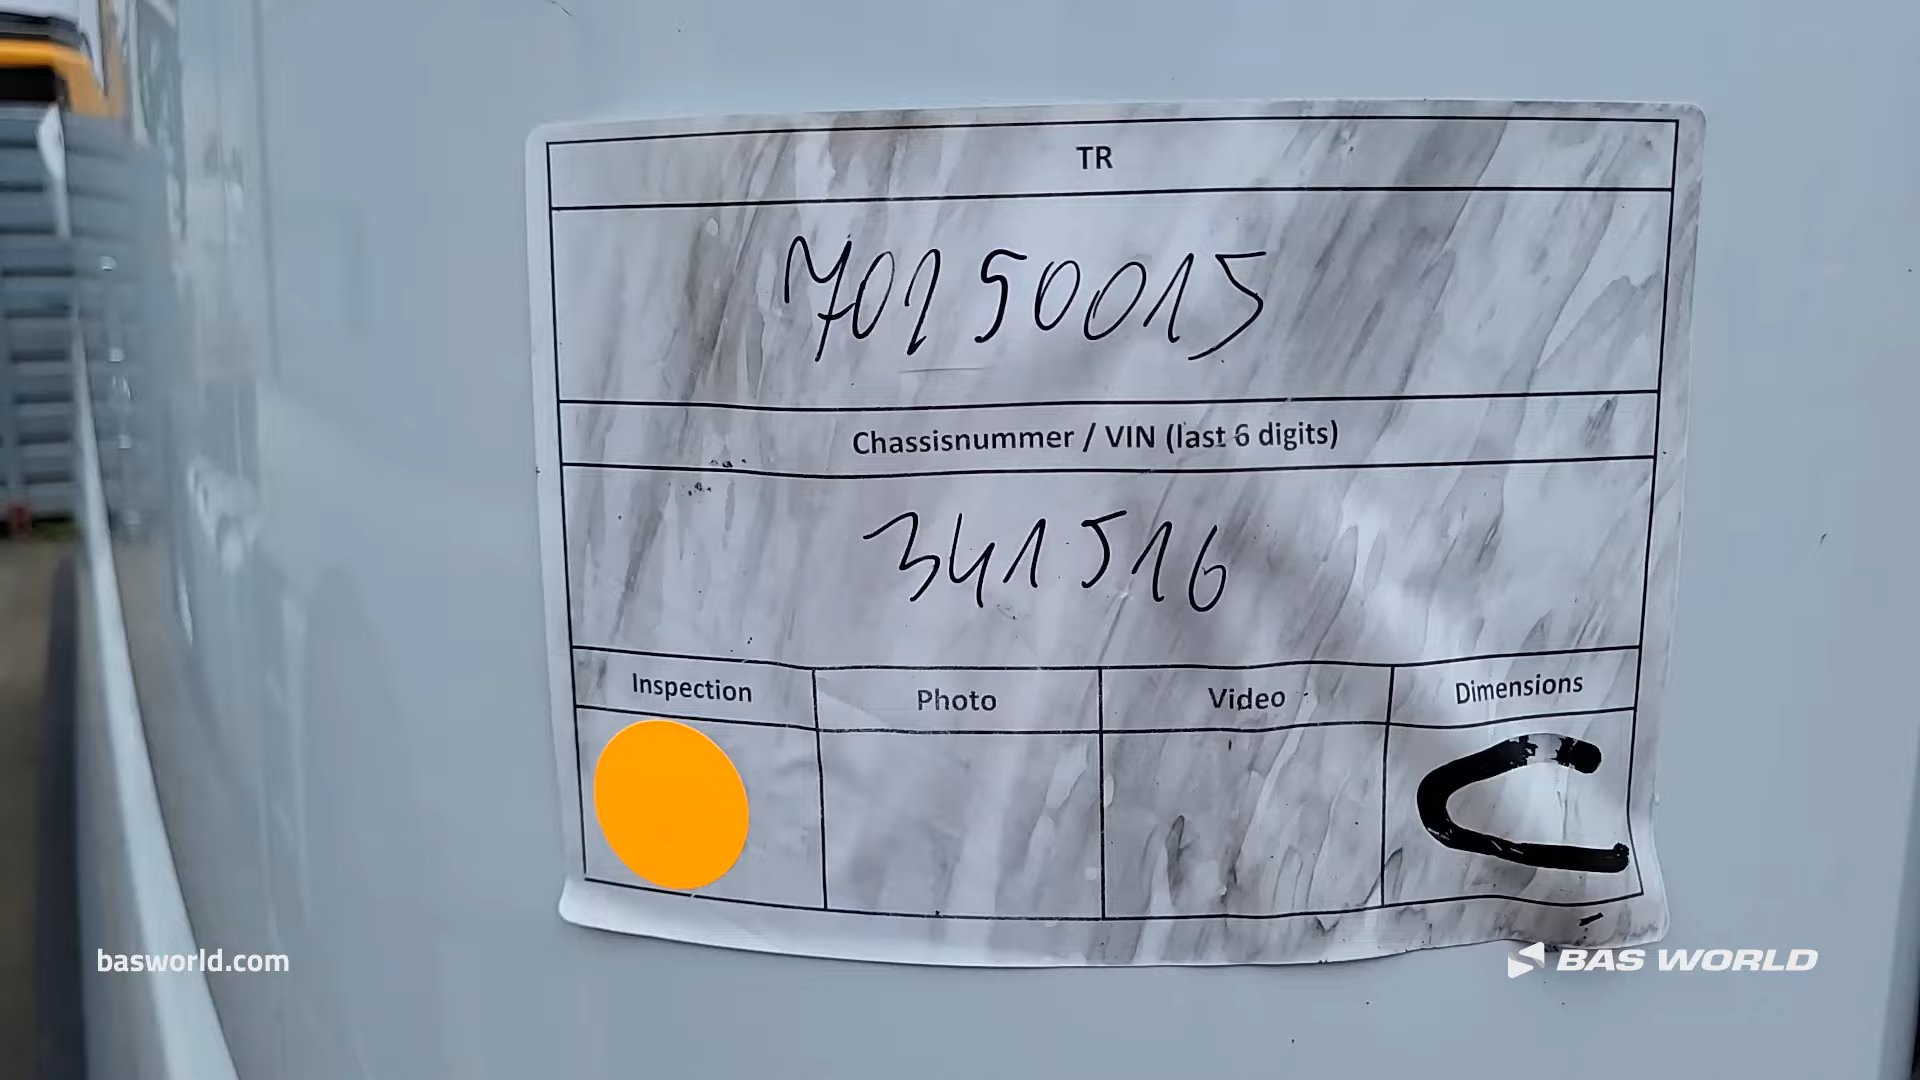 TR
70250015
Chassisnummer / VIN (last 6 digits)
341516
Inspection Photo Video Dimensions
C
basworld.com BAS WORLD